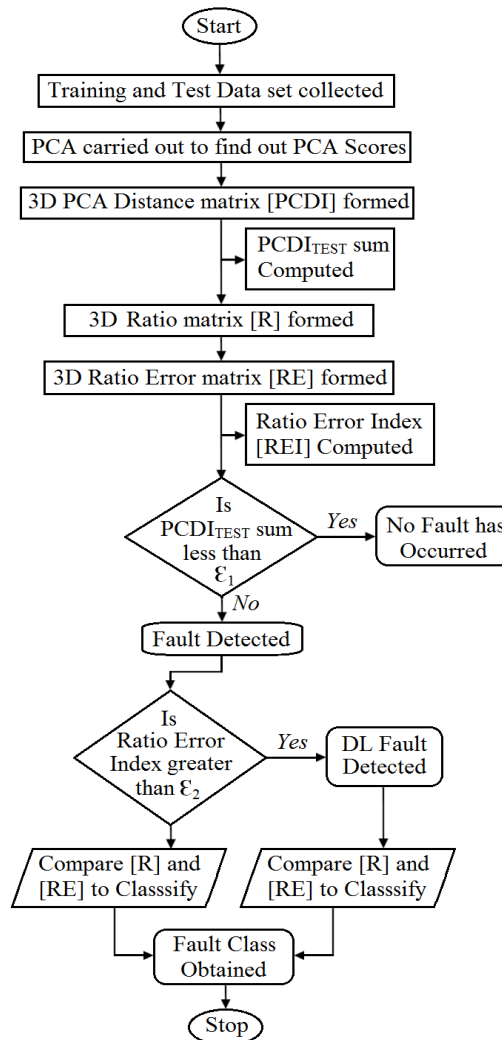 Start
Training and Test Data set collected
PCA carried out to find out PCA Scores
3D PCA Distance matrix [PCDI] formed
PCDITEST sum
Computed
3D Ratio matrix [R] formed
3D Ratio Error matrix [RE] formed
Ratio Error Index
[REI] Computed
Is
PCDITEST sum
less than
Ɛ1
Yes
No Fault has
Occurred
No
Fault Detected
Is
Ratio Error
Index greater
than Ɛ2
Yes
DL Fault
Detected
Compare [R] and
[RE] to Classsify
Compare [R] and
[RE] to Classsify
Fault Class
Obtained
Stop